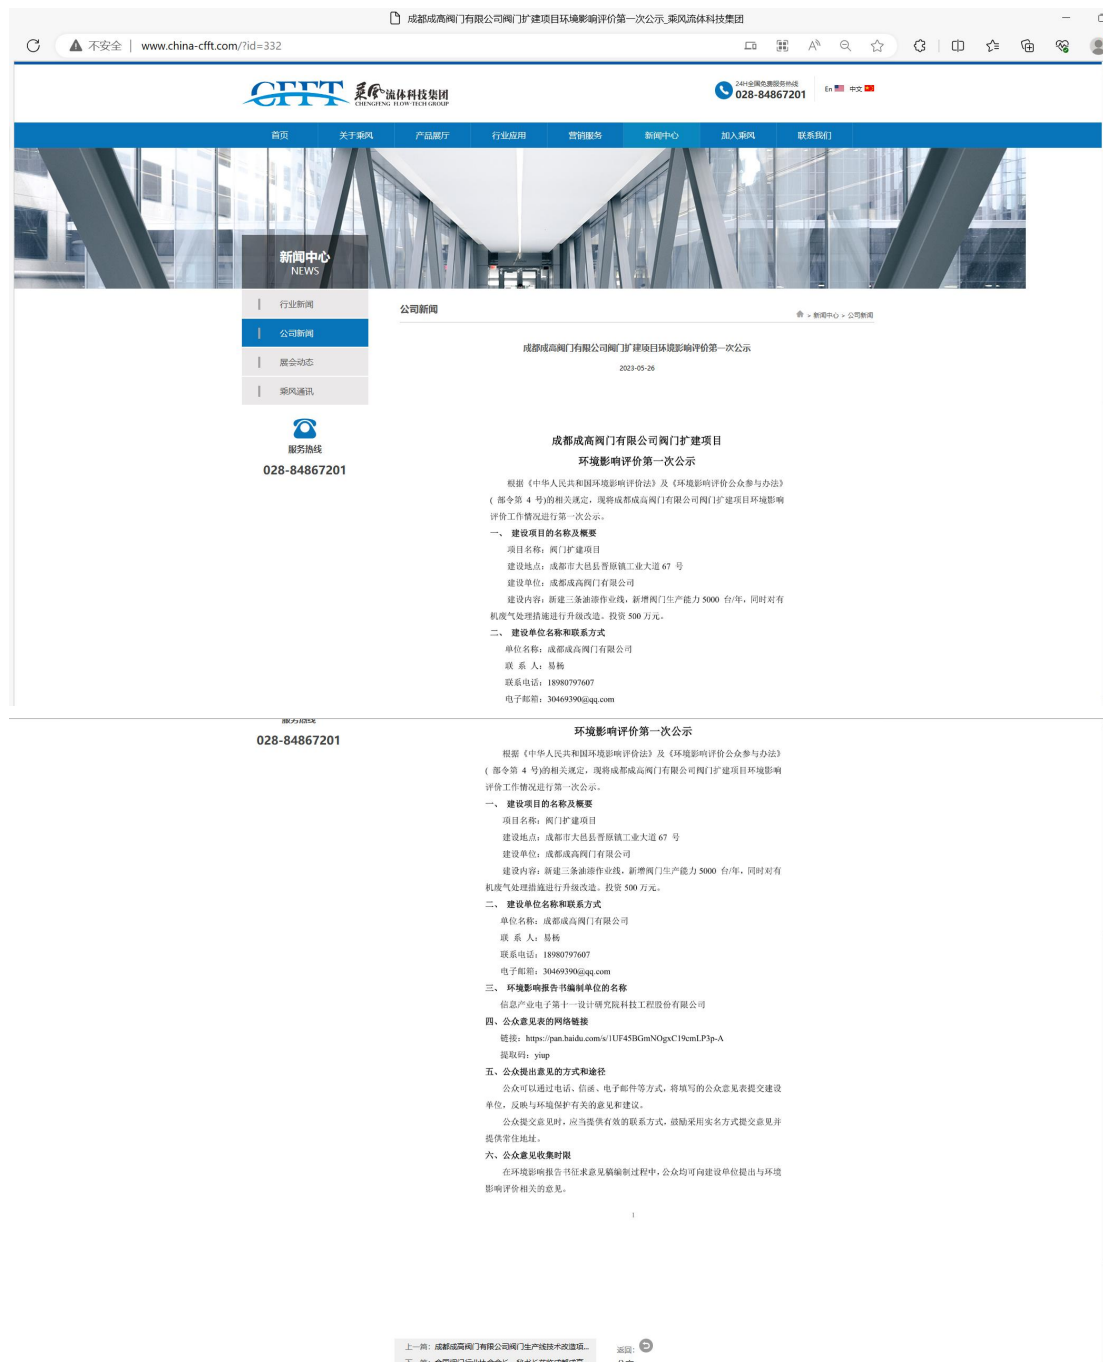 成都成高阀门有限公司阀门扩建项目环境影响评价第一次公示_乘风流体科技集团
不安全 | www.china-cfft.com/?id=332
CFFT 乘风流体科技集团
CHENGFENG FLOW-TECH GROUP
24H全国免费服务热线
028-84867201
En 中文
首页 关于乘风 产品展厅 行业应用 营销服务 新闻中心 加入乘风 联系我们
新闻中心
NEWS
行业新闻
公司新闻
展会动态
乘风通讯
服务热线
028-84867201
公司新闻
> 新闻中心 > 公司新闻
成都成高阀门有限公司阀门扩建项目环境影响评价第一次公示
2023-05-26
成都成高阀门有限公司阀门扩建项目
环境影响评价第一次公示
根据《中华人民共和国环境影响评价法》及《环境影响评价公众参与办法》
( 部令第 4 号)的相关规定，现将成都成高阀门有限公司阀门扩建项目环境影响
评价工作情况进行第一次公示。
一、 建设项目的名称及概要
项目名称：阀门扩建项目
建设地点：成都市大邑县晋原镇工业大道 67 号
建设单位：成都成高阀门有限公司
建设内容：新建三条油漆作业线，新增阀门生产能力 5000 台/年，同时对有
机废气处理措施进行升级改造。投资 500 万元。
二、 建设单位名称和联系方式
单位名称：成都成高阀门有限公司
联 系 人：易杨
联系电话：18980797607
电子邮箱：30469390@qq.com
服务热线
028-84867201
环境影响评价第一次公示
根据《中华人民共和国环境影响评价法》及《环境影响评价公众参与办法》
( 部令第 4 号)的相关规定，现将成都成高阀门有限公司阀门扩建项目环境影响
评价工作情况进行第一次公示。
一、 建设项目的名称及概要
项目名称：阀门扩建项目
建设地点：成都市大邑县晋原镇工业大道 67 号
建设单位：成都成高阀门有限公司
建设内容：新建三条油漆作业线，新增阀门生产能力 5000 台/年，同时对有
机废气处理措施进行升级改造。投资 500 万元。
二、 建设单位名称和联系方式
单位名称：成都成高阀门有限公司
联 系 人：易杨
联系电话：18980797607
电子邮箱：30469390@qq.com
三、 环境影响报告书编制单位的名称
信息产业电子第十一设计研究院科技工程股份有限公司
四、公众意见表的网络链接
链接：https://pan.baidu.com/s/1UF45BGmNOgxC19cmLP3p-A
提取码：yiup
五、公众提出意见的方式和途径
公众可以通过电话、信函、电子邮件等方式，将填写的公众意见表提交建设
单位，反映与环境保护有关的意见和建议。
公众提交意见时，应当提供有效的联系方式，鼓励采用实名方式提交意见并
提供常住地址。
六、公众意见收集时限
在环境影响报告书征求意见稿编制过程中，公众均可向建设单位提出与环境
影响评价相关的意见。
1
上一篇：成都成高阀门有限公司阀门生产线技术改造项...
返回：